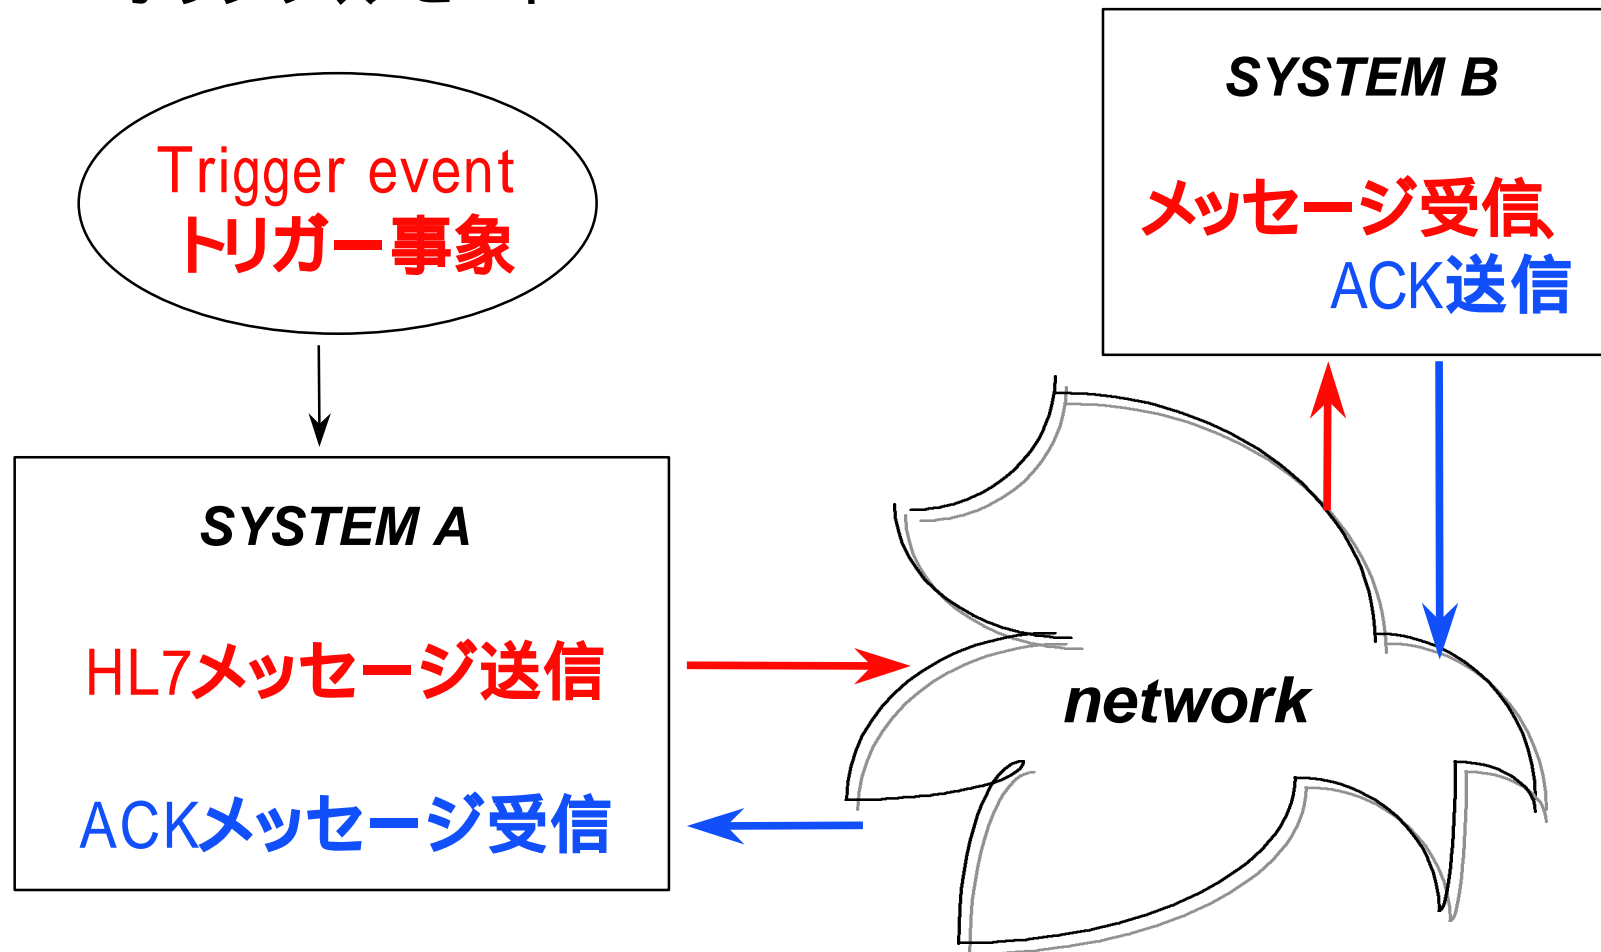 SYSTEM B
Trigger event
トリガー事象
メッセージ受信、
ACK送信
SYSTEM A
HL7メッセージ送信
network
ACKメッセージ受信